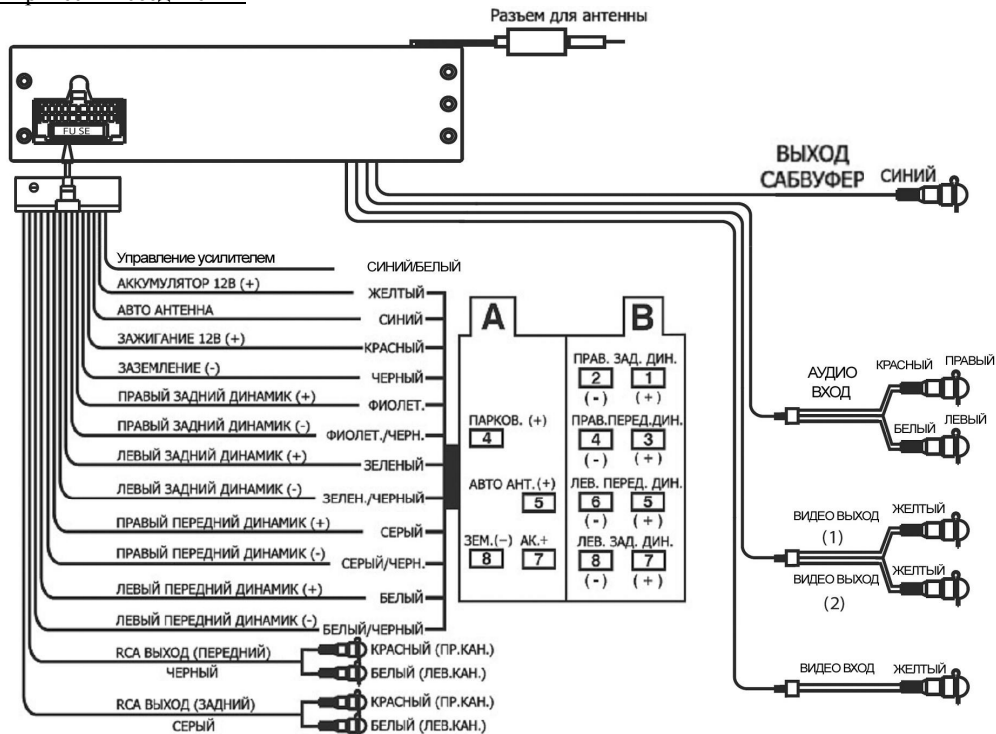 Разъем для антенны
FUSE
ВЫХОД
САБВУФЕР
СИНИЙ
Управление усилителем
СИНИЙ/БЕЛЫЙ
АККУМУЛЯТОР 12В (+)
ЖЕЛТЫЙ
АВТО АНТЕННА
СИНИЙ
ЗАЖИГАНИЕ 12В (+)
КРАСНЫЙ
ЗАЗЕМЛЕНИЕ (-)
ЧЕРНЫЙ
ПРАВЫЙ ЗАДНИЙ ДИНАМИК (+)
ФИОЛЕТ.
ПРАВЫЙ ЗАДНИЙ ДИНАМИК (-)
ФИОЛЕТ./ЧЕРН.
ЛЕВЫЙ ЗАДНИЙ ДИНАМИК (+)
ЗЕЛЕНЫЙ
ЛЕВЫЙ ЗАДНИЙ ДИНАМИК (-)
ЗЕЛЕН./ЧЕРНЫЙ
ПРАВЫЙ ПЕРЕДНИЙ ДИНАМИК (+)
СЕРЫЙ
ПРАВЫЙ ПЕРЕДНИЙ ДИНАМИК (-)
СЕРЫЙ/ЧЕРН.
ЛЕВЫЙ ПЕРЕДНИЙ ДИНАМИК (+)
БЕЛЫЙ
ЛЕВЫЙ ПЕРЕДНИЙ ДИНАМИК (-)
БЕЛЫЙ/ЧЕРНЫЙ
RCA ВЫХОД (ПЕРЕДНИЙ)
ЧЕРНЫЙ
КРАСНЫЙ (ПР.КАН.)
БЕЛЫЙ (ЛЕВ.КАН.)
RCA ВЫХОД (ЗАДНИЙ)
СЕРЫЙ
КРАСНЫЙ (ПР.КАН.)
БЕЛЫЙ (ЛЕВ.КАН.)
A
ПАРКОВ. (+)
4
АВТО АНТ.(+)
5
ЗЕМ.(-) АК.+
8 7
B
ПРАВ. ЗАД. ДИН.
2 1
(-) (+)
ПРАВ.ПЕРЕД.ДИН.
4 3
(-) (+)
ЛЕВ. ПЕРЕД. ДИН.
6 5
(-) (+)
ЛЕВ. ЗАД. ДИН.
8 7
(-) (+)
АУДИО
ВХОД
КРАСНЫЙ ПРАВЫЙ
БЕЛЫЙ ЛЕВЫЙ
ВИДЕО ВЫХОД
(1)
ЖЕЛТЫЙ
ВИДЕО ВЫХОД
(2)
ЖЕЛТЫЙ
ВИДЕО ВХОД
ЖЕЛТЫЙ